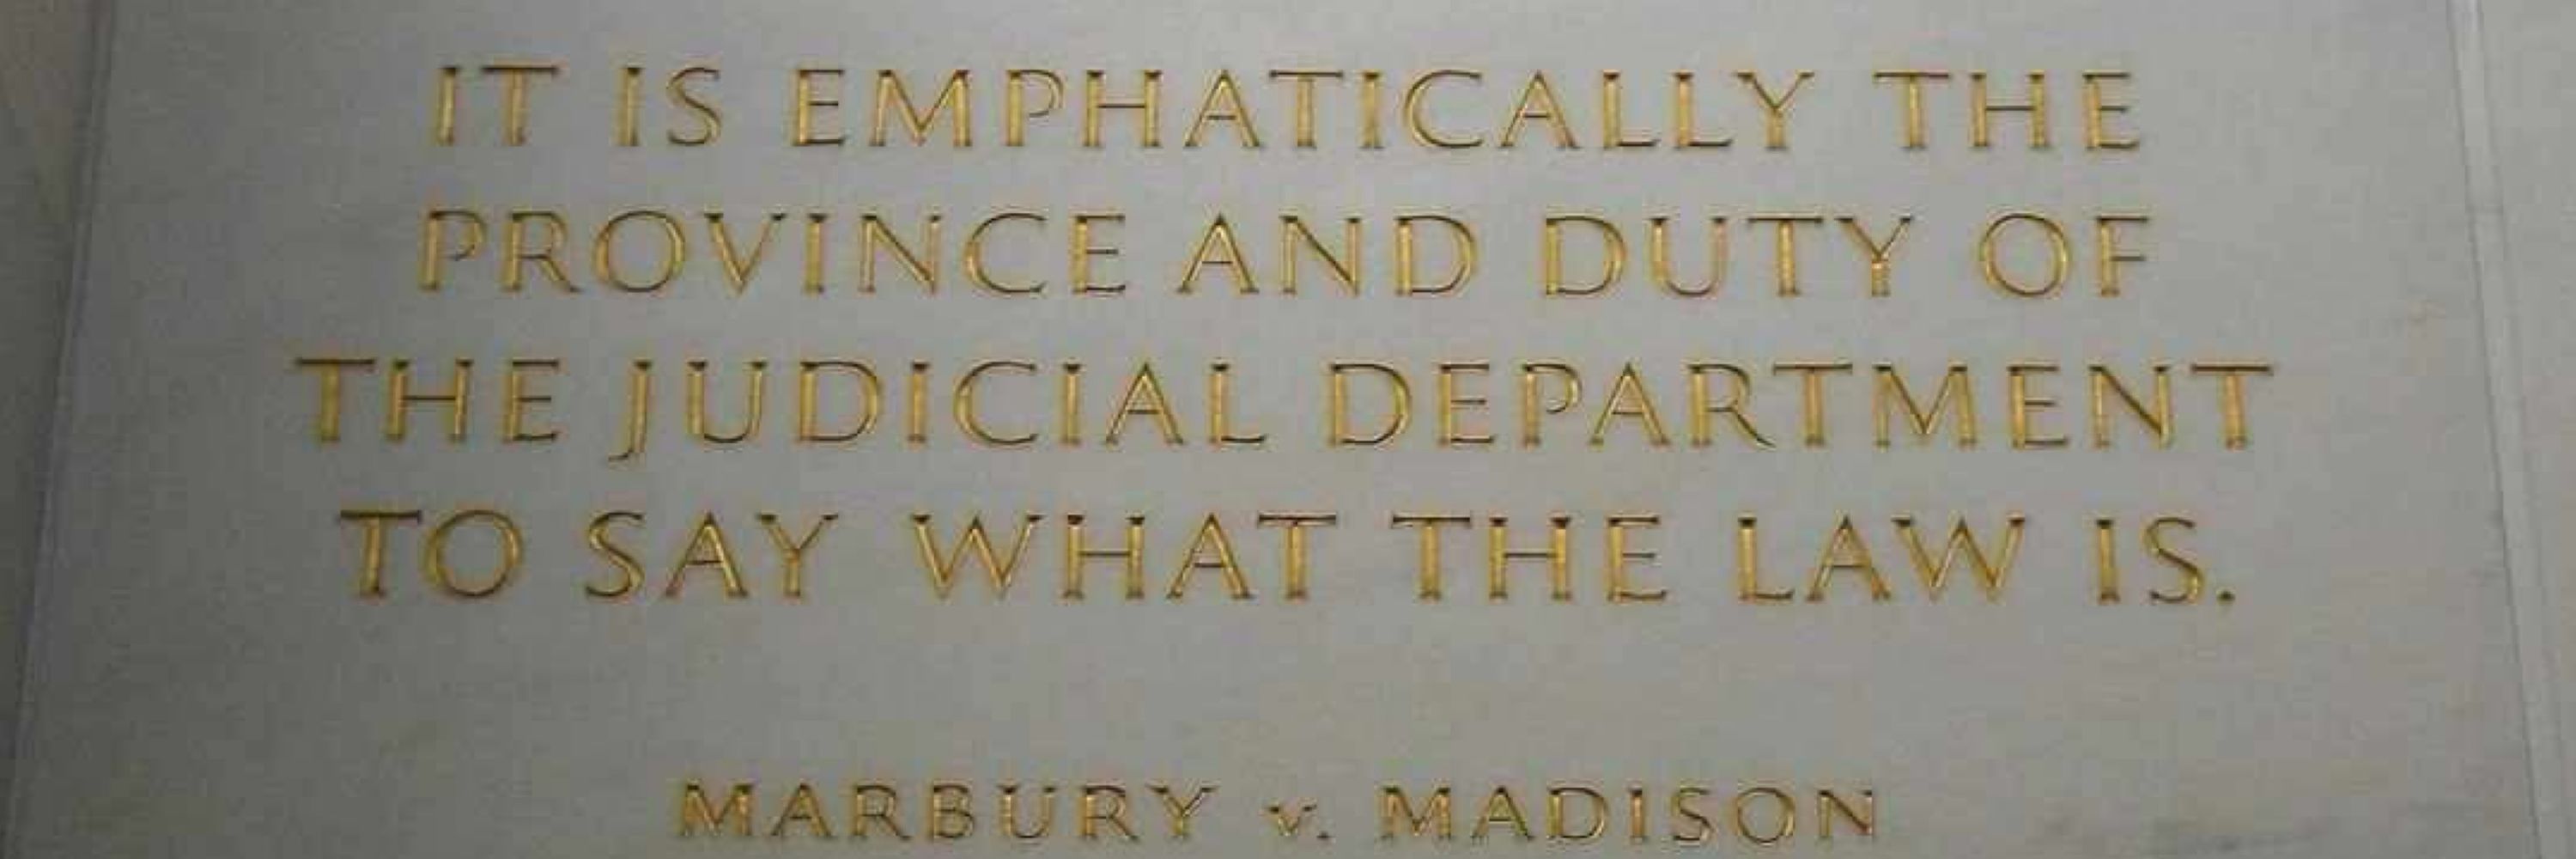 IT IS EMPHATICALLY THE
PROVINCE AND DUTY OF
THE JUDICIAL DEPARTMENT
TO SAY WHAT THE LAW IS.
MARBURY v. MADISON